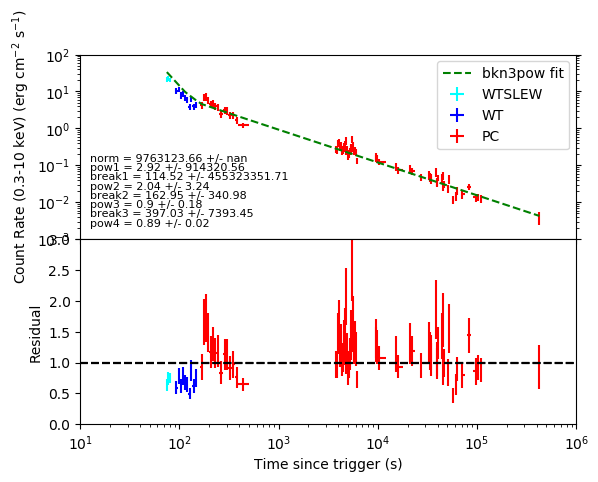 Count Rate (0.3-10 keV) (erg cm⁻² s⁻¹)
10²
10¹
10⁰
10⁻¹
10⁻²
10⁻³
bkn3pow fit
WTSLEW
WT
PC
norm = 9763123.66 +/- nan
pow1 = 2.92 +/- 914320.56
break1 = 114.52 +/- 455323351.71
pow2 = 2.04 +/- 3.24
break2 = 162.95 +/- 340.98
pow3 = 0.9 +/- 0.18
break3 = 397.03 +/- 7393.45
pow4 = 0.89 +/- 0.02
Residual
3.0
2.5
2.0
1.5
1.0
0.5
0.0
10¹ 10² 10³ 10⁴ 10⁵ 10⁶
Time since trigger (s)